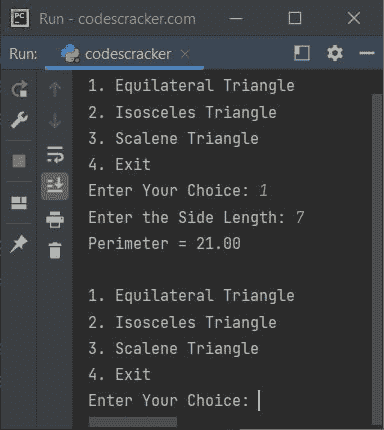 Run - codescracker.com
Run: codescracker
1. Equilateral Triangle
2. Isosceles Triangle
3. Scalene Triangle
4. Exit
Enter Your Choice: 1
Enter the Side Length: 7
Perimeter = 21.00
1. Equilateral Triangle
2. Isosceles Triangle
3. Scalene Triangle
4. Exit
Enter Your Choice: